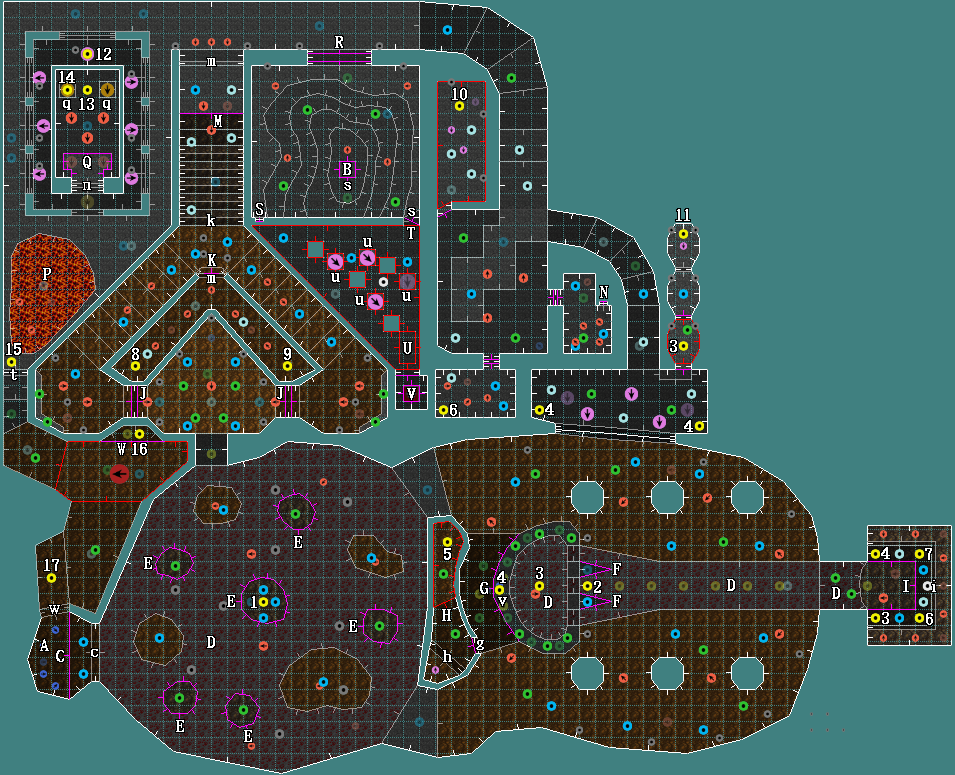 R
m
12
14
q 13 q
10
M
B
s
Q
n
S
s
T
11
k
u
u
K
m
u
u
P
N
3
U
15
t
8
9
J
J
V
6
4
4
W 16
5
E
E
4
3
G
v
F
2
F
D
D
4
7
I
i
3
6
17
E
1
w
A
C
c
D
E
H
g
h
E
E
D